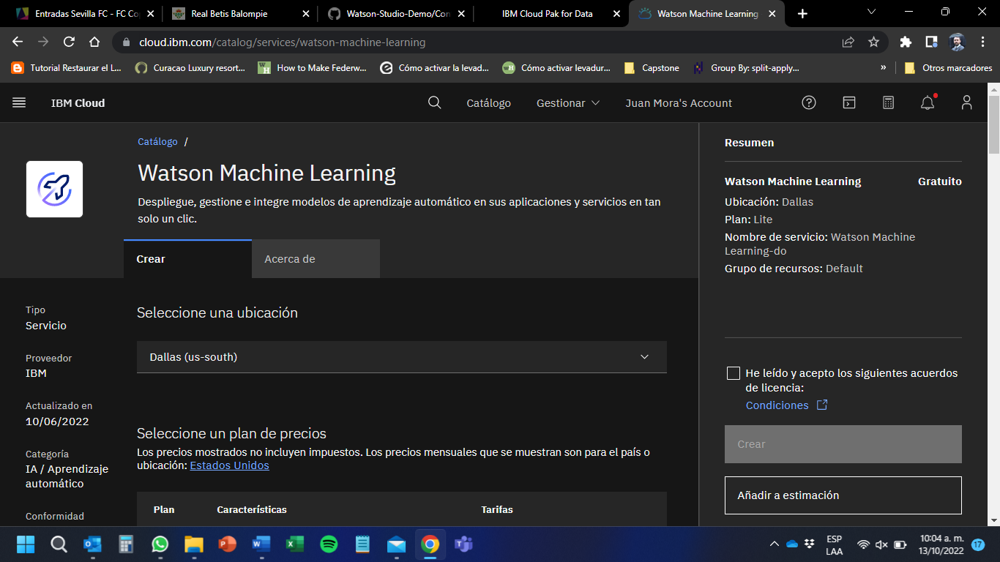 Entradas Sevilla FC - FC Co
Real Betis Balompie
Watson-Studio-Demo/Con
IBM Cloud Pak for Data
Watson Machine Learning
cloud.ibm.com/catalog/services/watson-machine-learning
Tutorial Restaurar el L...
Curacao Luxury resort...
How to Make Federw...
Cómo activar la levad...
Cómo activar levadur...
Capstone
Group By: split-apply...
»
Otros marcadores
IBM Cloud
Catálogo
Gestionar
Juan Mora's Account
Catálogo /
Watson Machine Learning
Despliegue, gestione e integre modelos de aprendizaje automático en sus aplicaciones y servicios en tan
solo un clic.
Crear
Acerca de
Tipo
Servicio
Proveedor
IBM
Actualizado en
10/06/2022
Categoría
IA / Aprendizaje
automático
Conformidad
Seleccione una ubicación
Dallas (us-south)
Seleccione un plan de precios
Los precios mostrados no incluyen impuestos. Los precios mensuales que se muestran son para el país o
ubicación: Estados Unidos
Plan
Características
Tarifas
Resumen
Watson Machine Learning
Gratuito
Ubicación: Dallas
Plan: Lite
Nombre de servicio: Watson Machine
Learning-do
Grupo de recursos: Default
He leído y acepto los siguientes acuerdos
de licencia:
Condiciones
Crear
Añadir a estimación
ESP
LAA
10:04 a. m.
13/10/2022
17